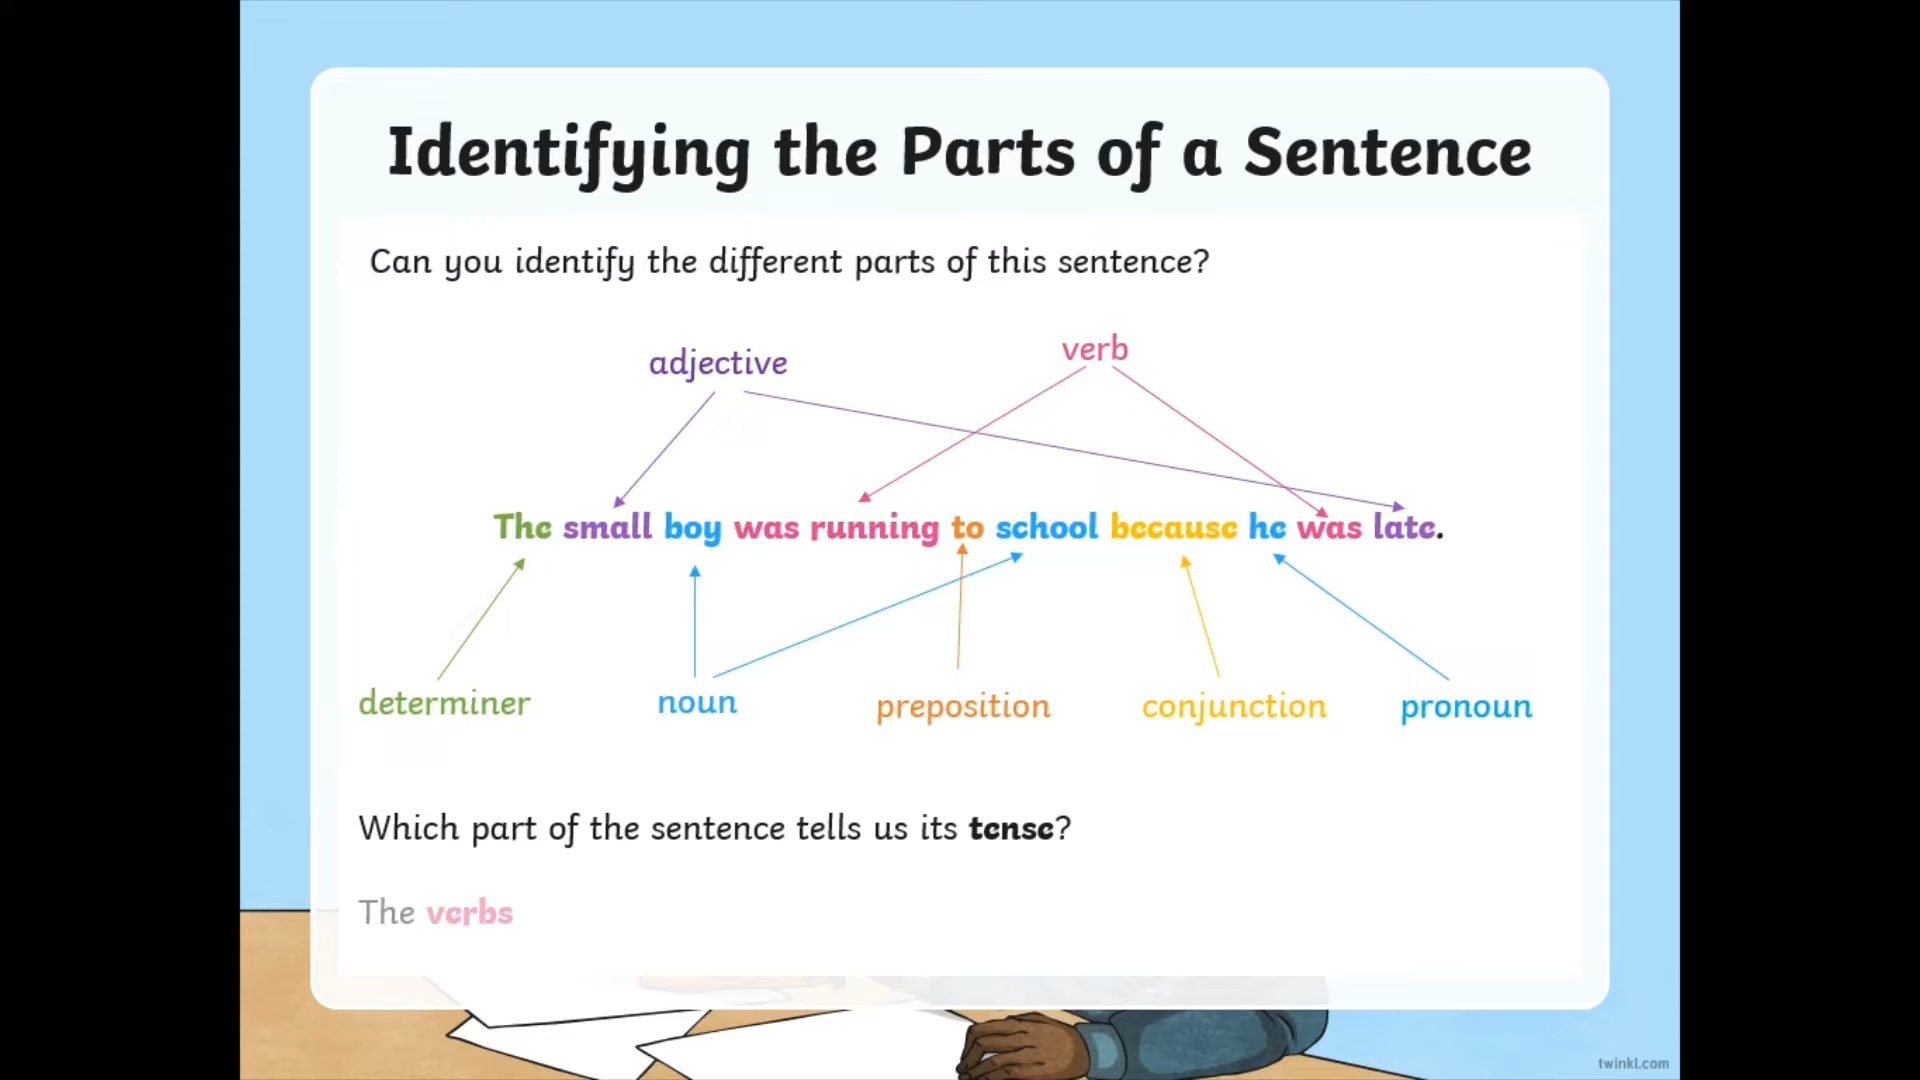 Identifying the Parts of a Sentence
Can you identify the different parts of this sentence?
adjective
verb
The small boy was running to school because he was late.
determiner
noun
preposition
conjunction
pronoun
Which part of the sentence tells us its tense?
The verbs
twinkl.com